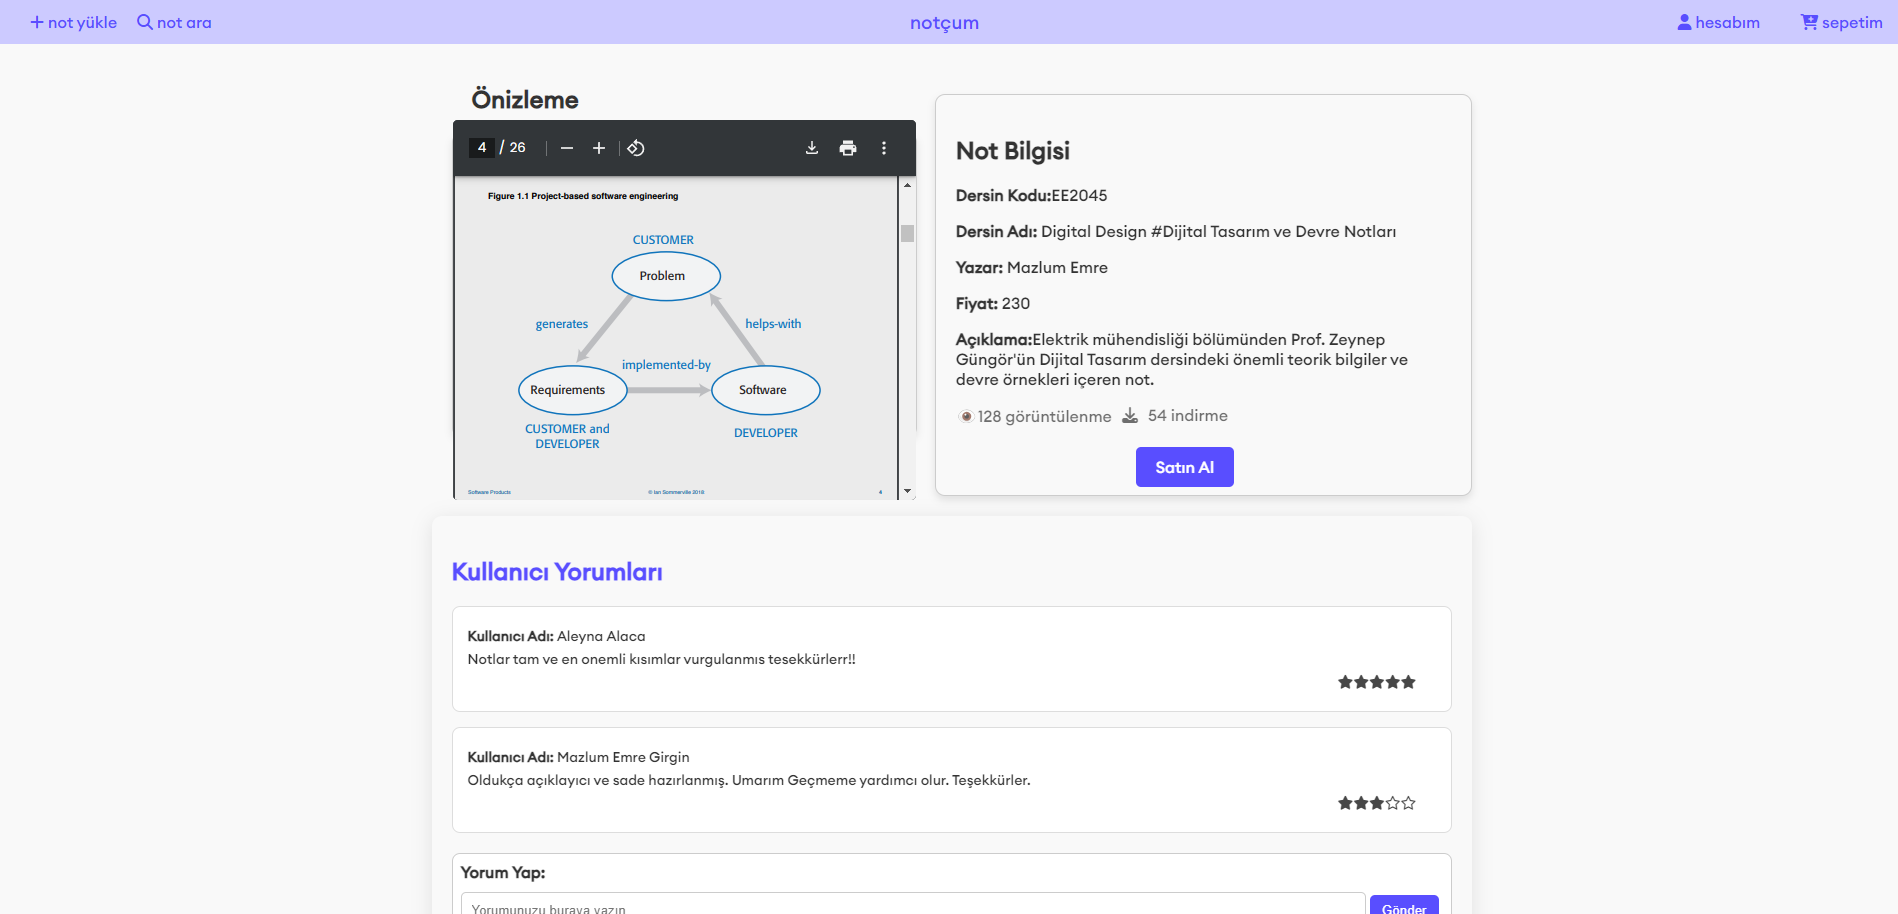 not yükle
not ara
notçum
hesabım
sepetim
Önizleme
4 / 26
Figure 1.1 Project-based software engineering
CUSTOMER
Problem
generates
helps-with
implemented-by
Requirements
Software
CUSTOMER and
DEVELOPER
DEVELOPER
Software Products
© Ian Sommerville 2018
4
Not Bilgisi
Dersin Kodu:EE2045
Dersin Adı: Digital Design #Dijital Tasarım ve Devre Notları
Yazar: Mazlum Emre
Fiyat: 230
Açıklama:Elektrik mühendisliği bölümünden Prof. Zeynep
Güngör'ün Dijital Tasarım dersindeki önemli teorik bilgiler ve
devre örnekleri içeren not.
128 görüntülenme
54 indirme
Satın Al
Kullanıcı Yorumları
Kullanıcı Adı: Aleyna Alaca
Notlar tam ve en onemli kısımlar vurgulanmıs tesekkürlerr!!
Kullanıcı Adı: Mazlum Emre Girgin
Oldukça açıklayıcı ve sade hazırlanmış. Umarım Geçmeme yardımcı olur. Teşekkürler.
Yorum Yap:
Yorumunuzu buraya yazın
Gönder